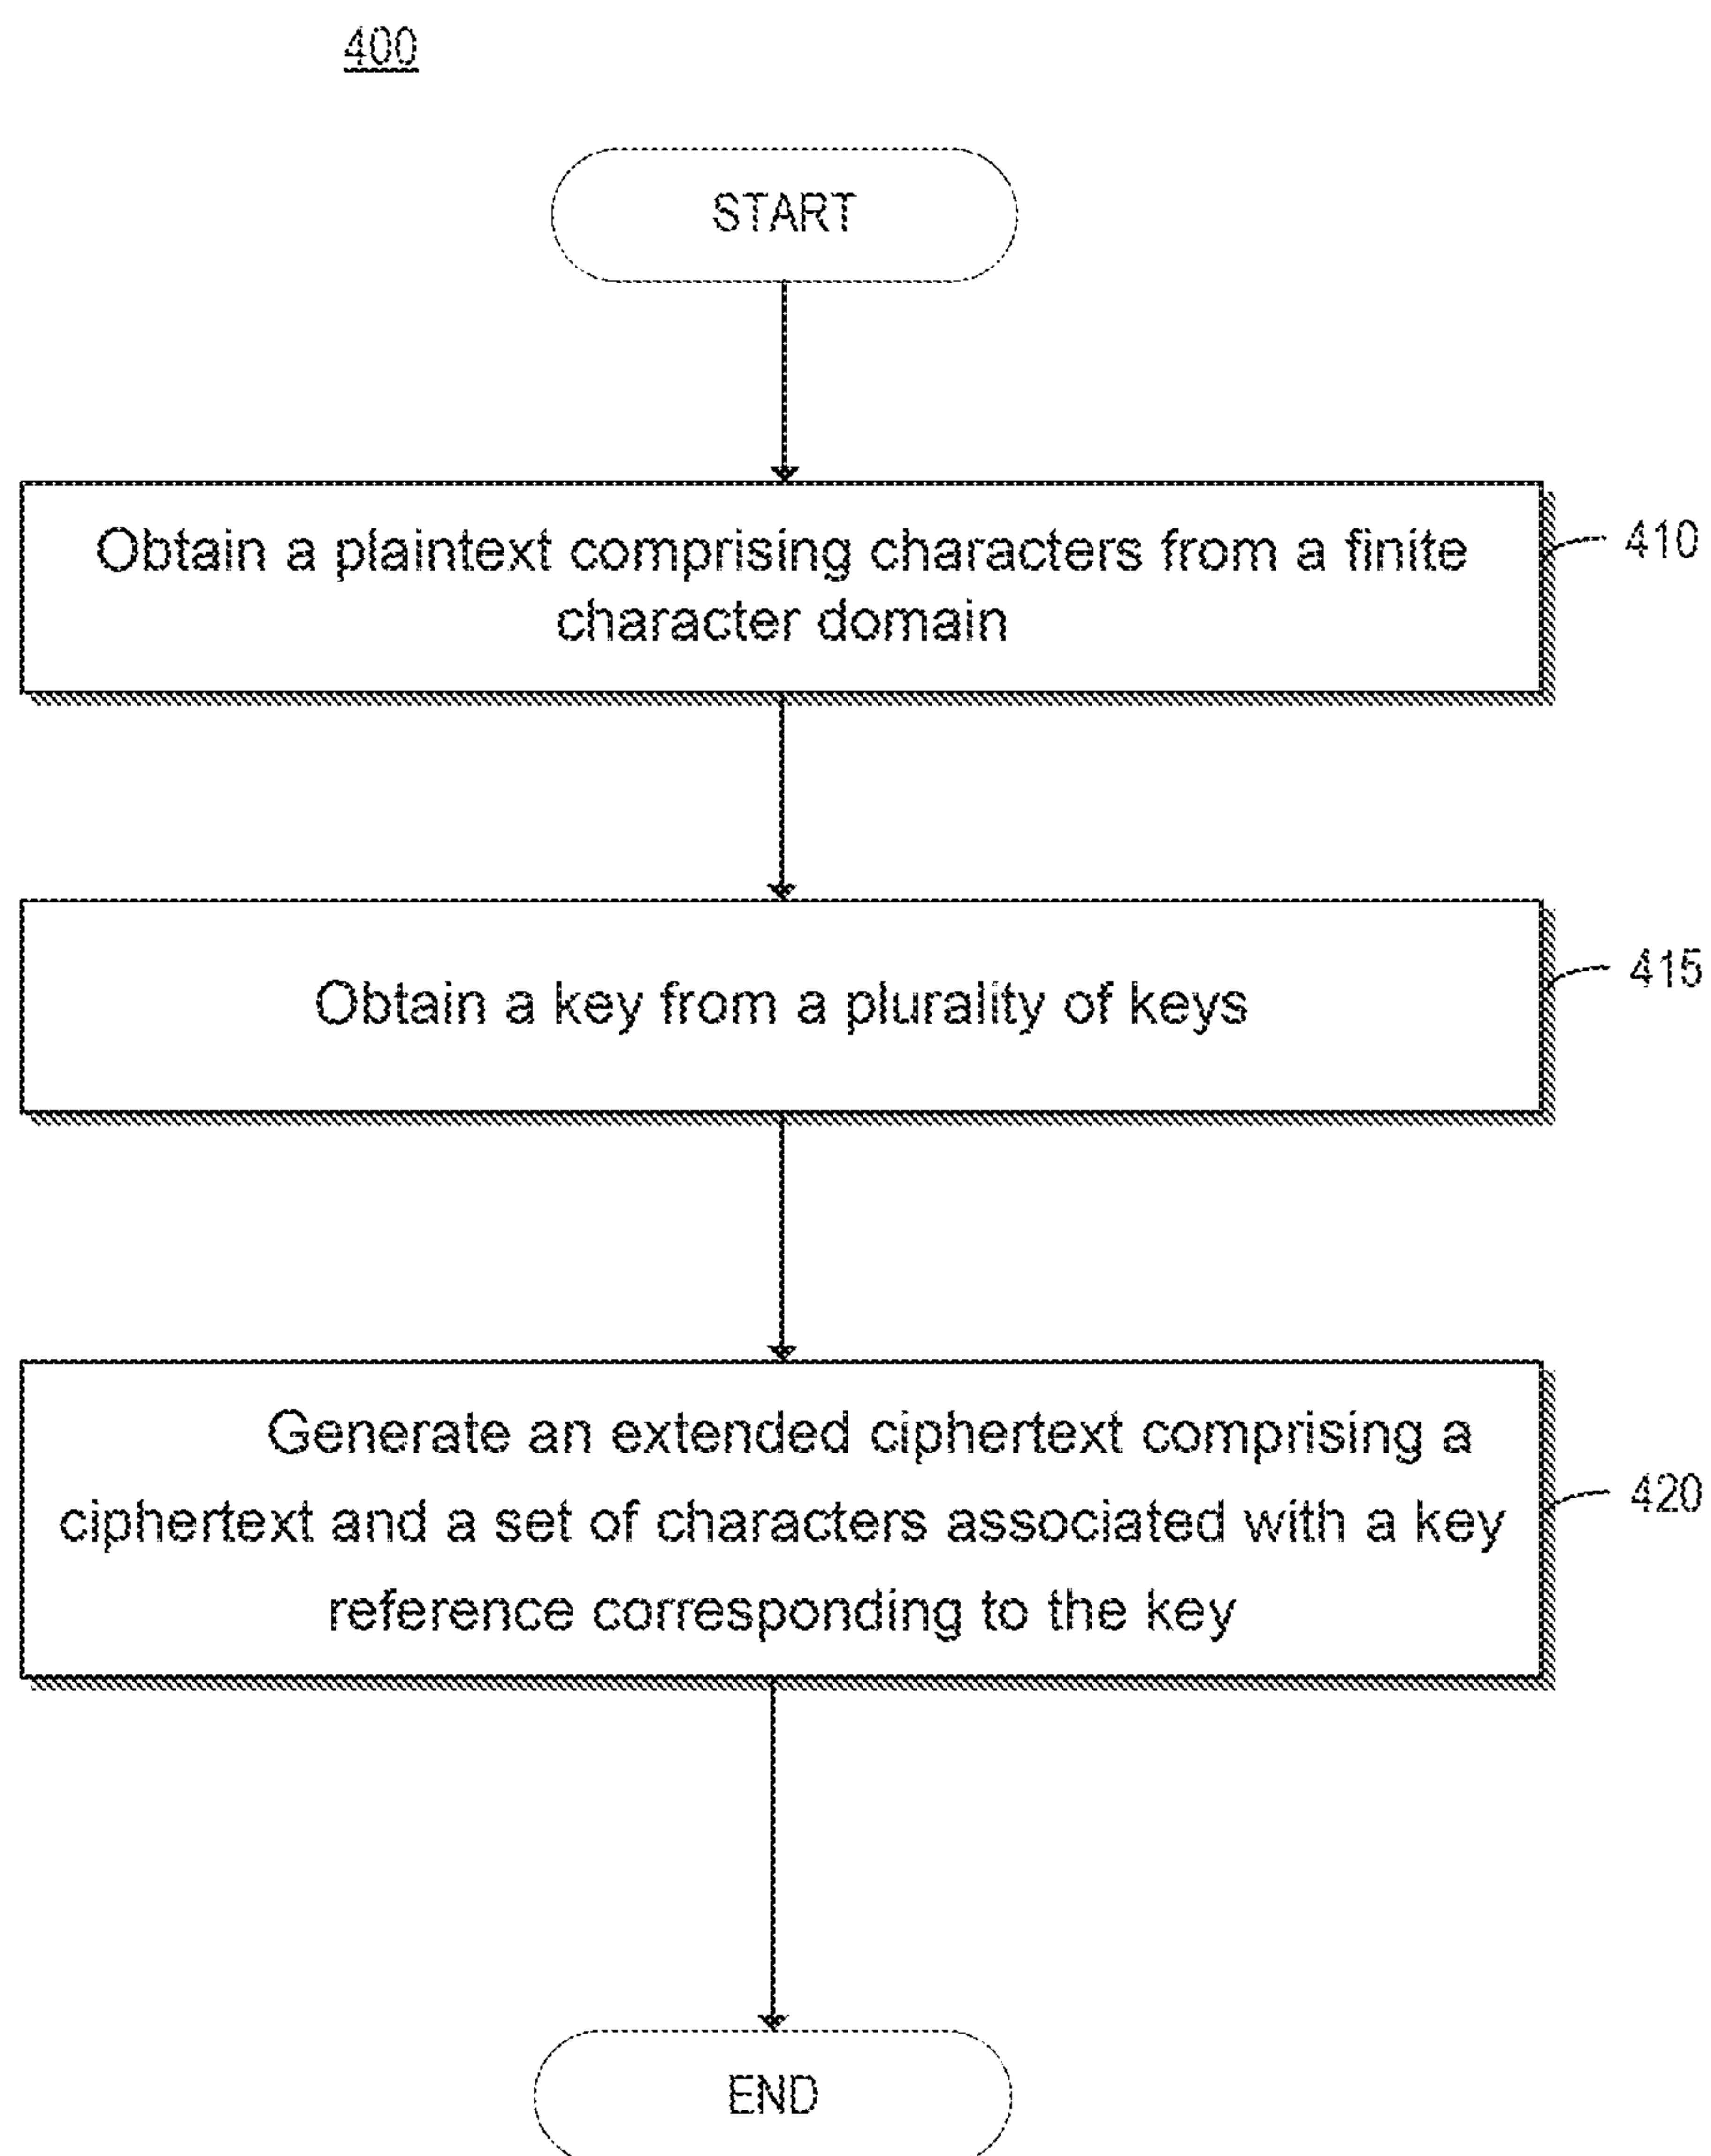 400
START
Obtain a plaintext comprising characters from a finite
character domain
410
Obtain a key from a plurality of keys
415
Generate an extended ciphertext comprising a
ciphertext and a set of characters associated with a key
reference corresponding to the key
420
END